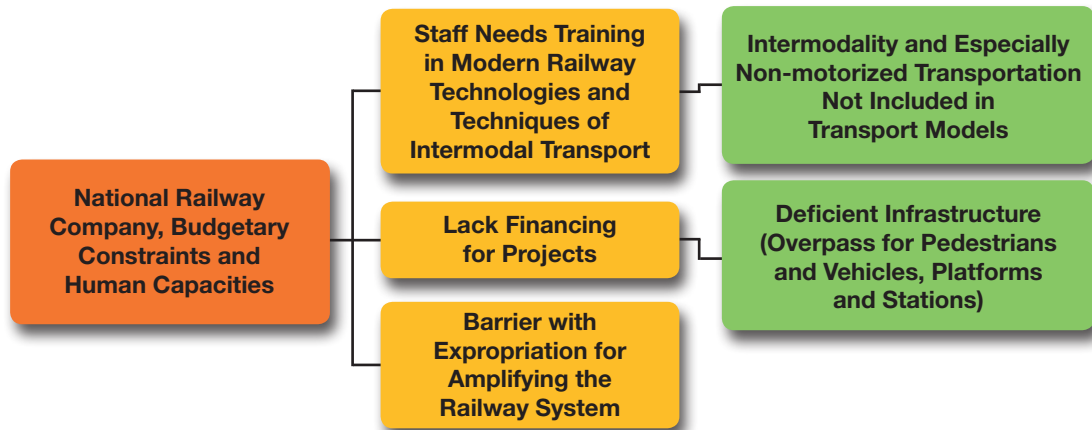 National Railway
Company, Budgetary
Constraints and
Human Capacities
Staff Needs Training
in Modern Railway
Technologies and
Techniques of
Intermodal Transport
Intermodality and Especially
Non-motorized Transportation
Not Included in
Transport Models
Lack Financing
for Projects
Deficient Infrastructure
(Overpass for Pedestrians
and Vehicles, Platforms
and Stations)
Barrier with
Expropriation for
Amplifying the
Railway System